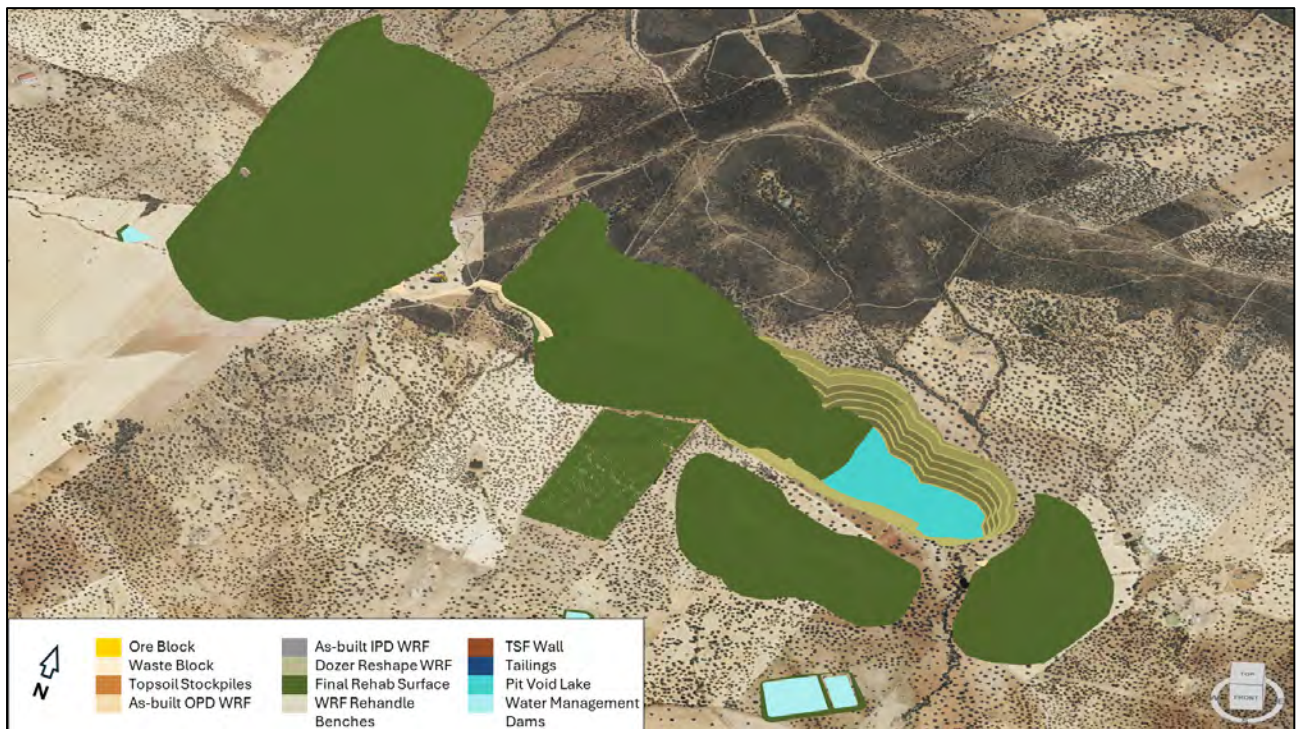 N
Ore Block
Waste Block
Topsoil Stockpiles
As-built OPD WRF
As-built IPD WRF
Dozer Reshape WRF
Final Rehab Surface
WRF Rehandle
Benches
TSF Wall
Tailings
Pit Void Lake
Water Management
Dams
FRONT